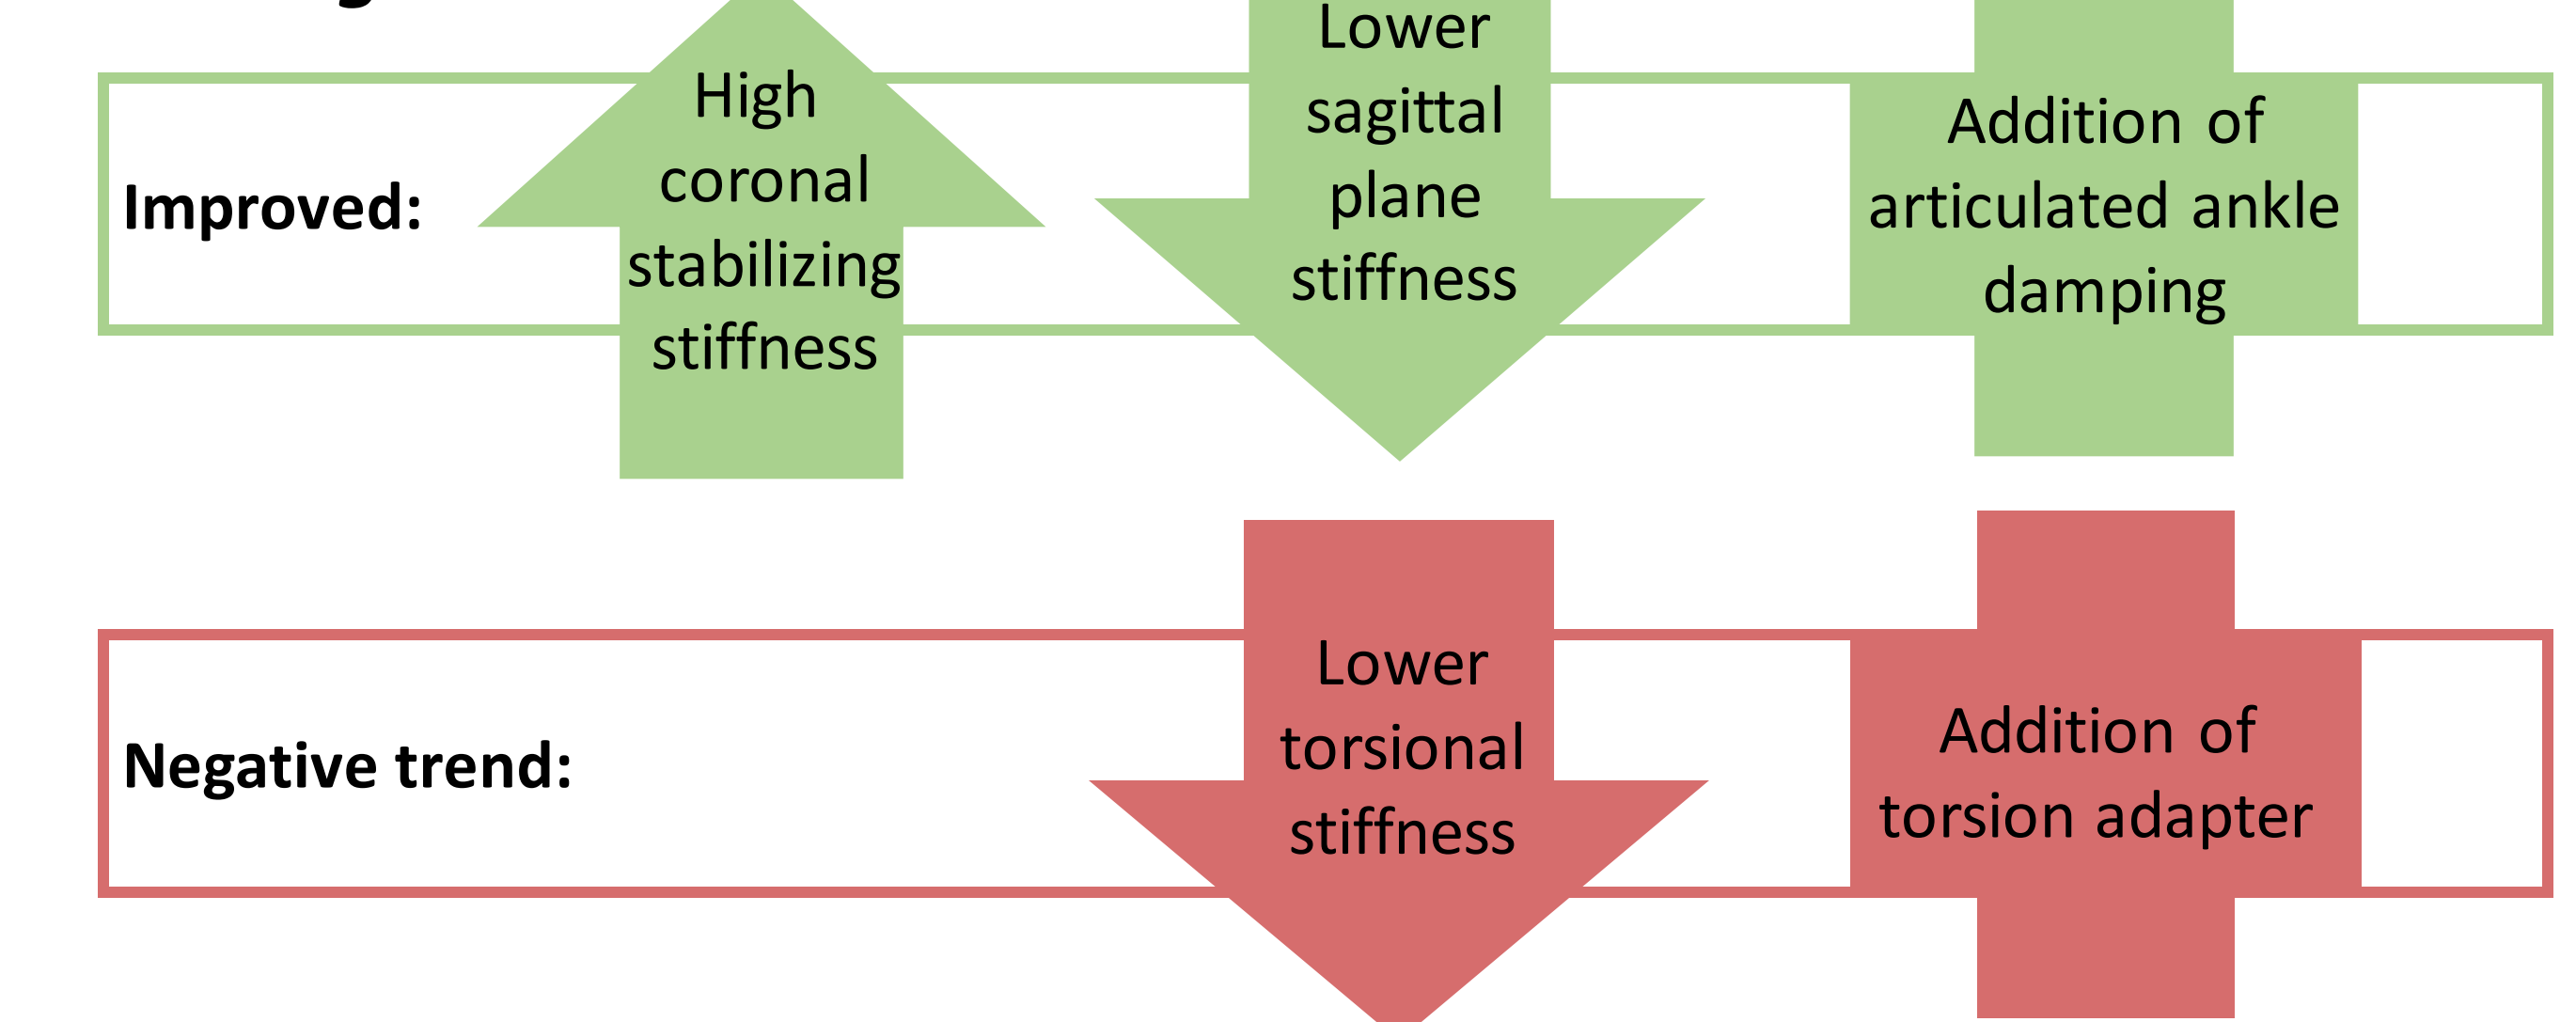 Improved:
High
coronal
stabilizing
stiffness
Lower
sagittal
plane
stiffness
Addition of
articulated ankle
damping
Negative trend:
Lower
torsional
stiffness
Addition of
torsion adapter